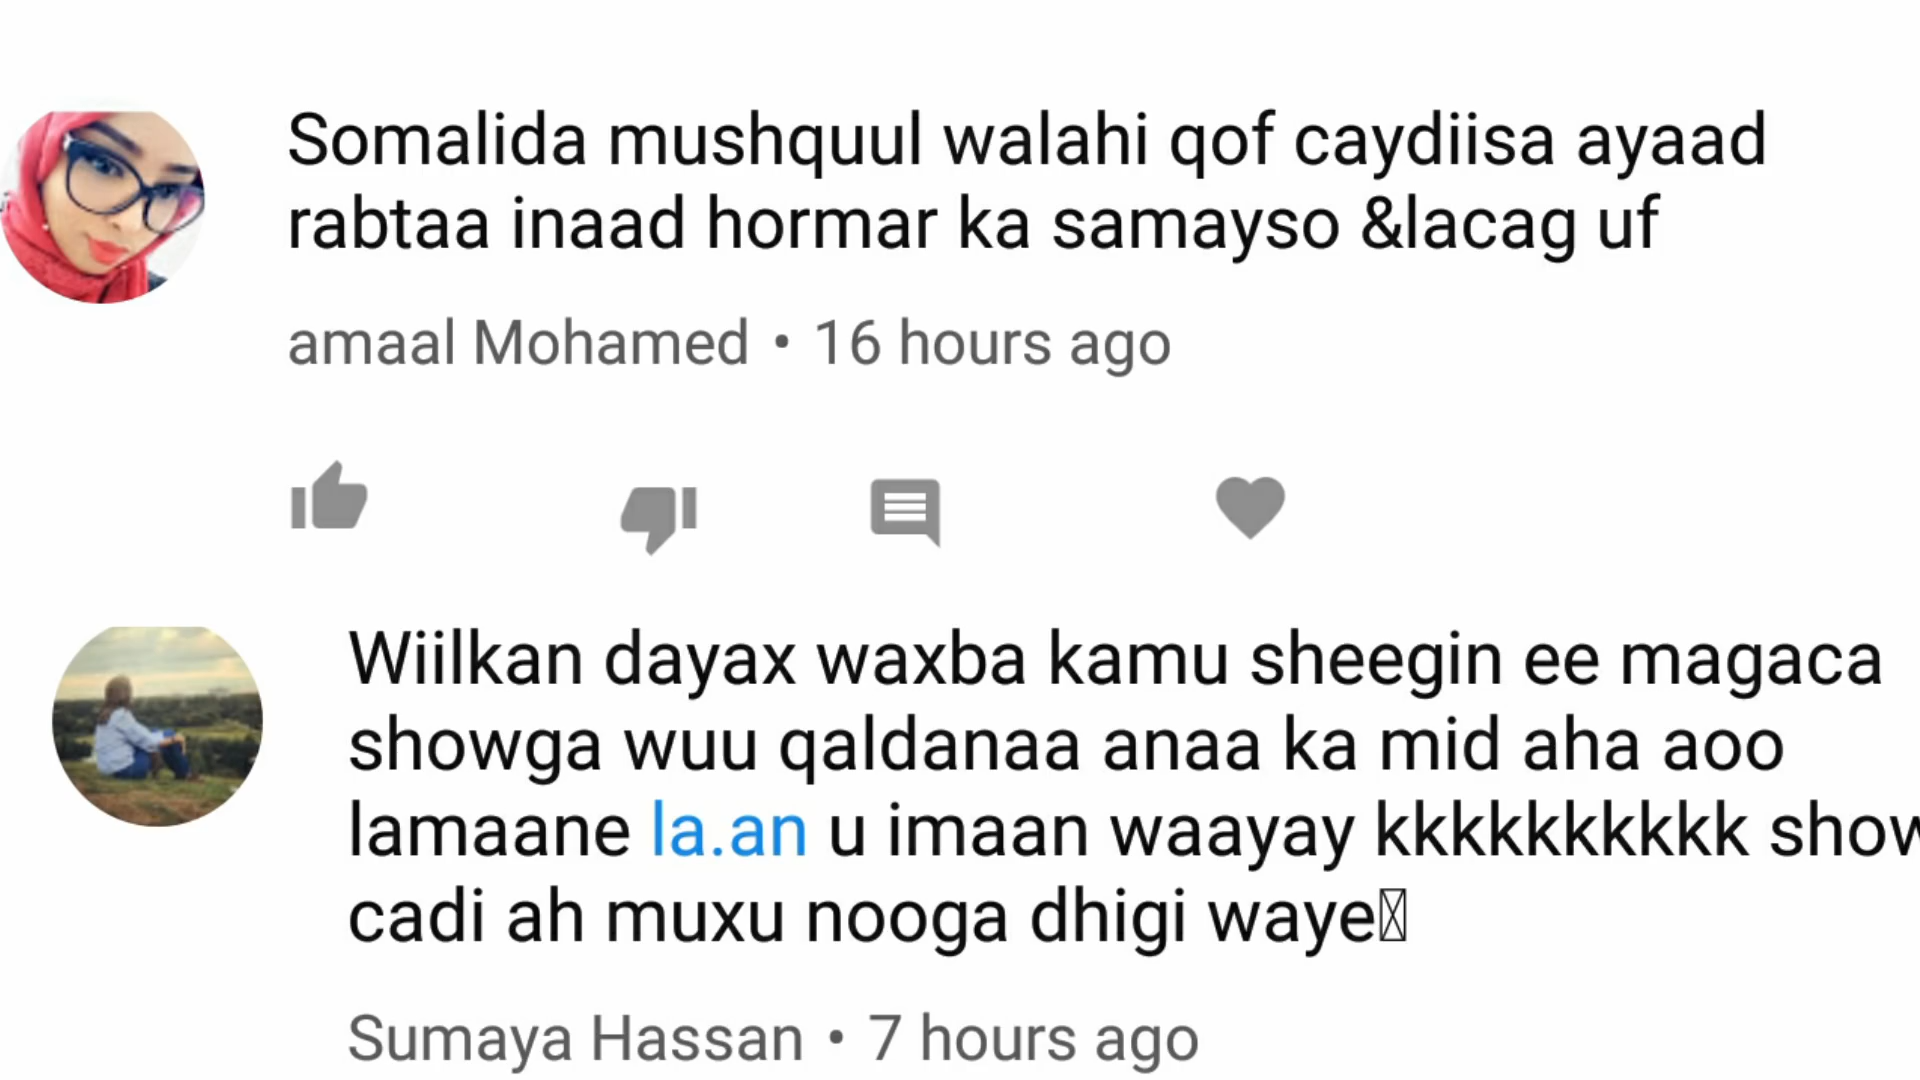 Somalida mushquul walahi qof caydiisa ayaad
rabtaa inaad hormar ka samayso &lacag uf
amaal Mohamed • 16 hours ago
Wiilkan dayax waxba kamu sheegin ee magaca
showga wuu qaldanaa anaa ka mid aha aoo
lamaane la.an u imaan waayay kkkkkkkkkk show
cadi ah muxu nooga dhigi waye
Sumaya Hassan • 7 hours ago